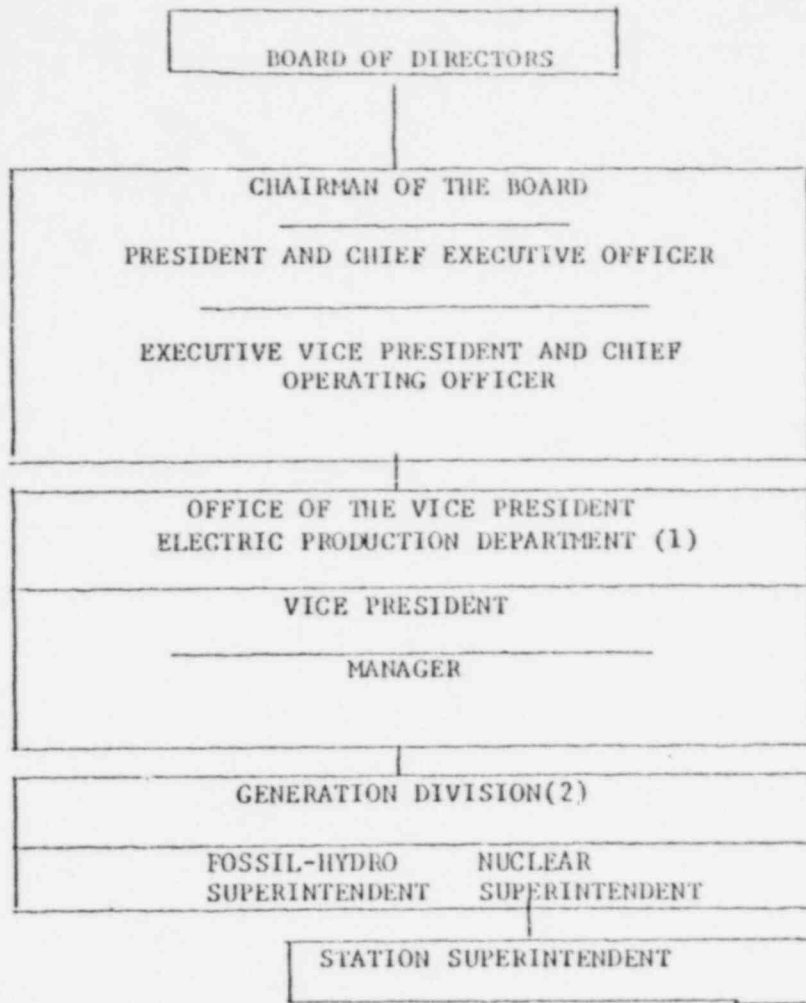 BOARD OF DIRECTORS
CHAIRMAN OF THE BOARD
PRESIDENT AND CHIEF EXECUTIVE OFFICER
EXECUTIVE VICE PRESIDENT AND CHIEF
OPERATING OFFICER
OFFICE OF THE VICE PRESIDENT
ELECTRIC PRODUCTION DEPARTMENT (1)
VICE PRESIDENT
MANAGER
GENERATION DIVISION(2)
FOSSIL-HYDRO NUCLEAR
SUPERINTENDENT SUPERINTENDENT
STATION SUPERINTENDENT